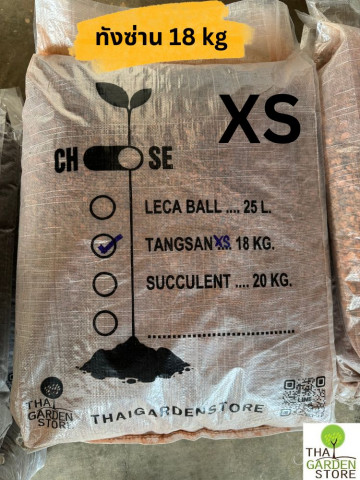 ทังซ่าน 18 kg
XS
CH SE
LECA BALL .... 25 L.
TANGSAN XS ... 18 KG.
SUCCULENT .... 20 KG.
................................
THAI
GARDEN
STORE
THAIGARDENSTORE
THAI
GARDEN
STORE